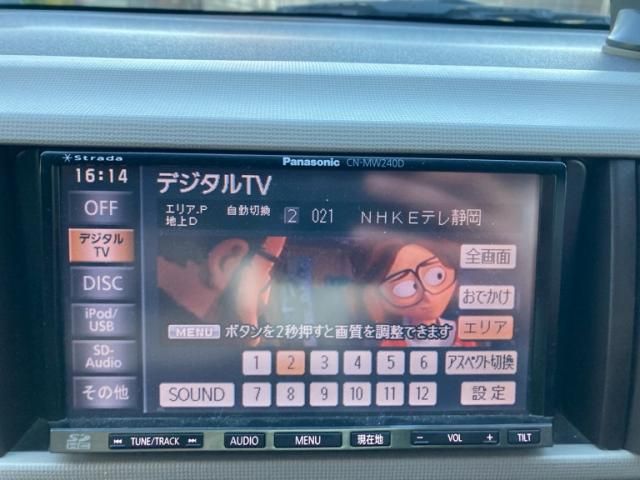 Strada
Panasonic CN-MW240D
16:14
デジタルTV
OFF
エリア.P 自動切換 2 021 NHKEテレ静岡
地上D
デジタル
TV
全画面
DISC
おでかけ
iPod/
USB
エリア
MENU ボタンを2秒押すと画質を調整できます
SD-
Audio
1 2 3 4 5 6 アスペクト切換
その他
SOUND 7 8 9 10 11 12 設定
SD HC
TUNE/TRACK AUDIO MENU 現在地 － VOL + TILT